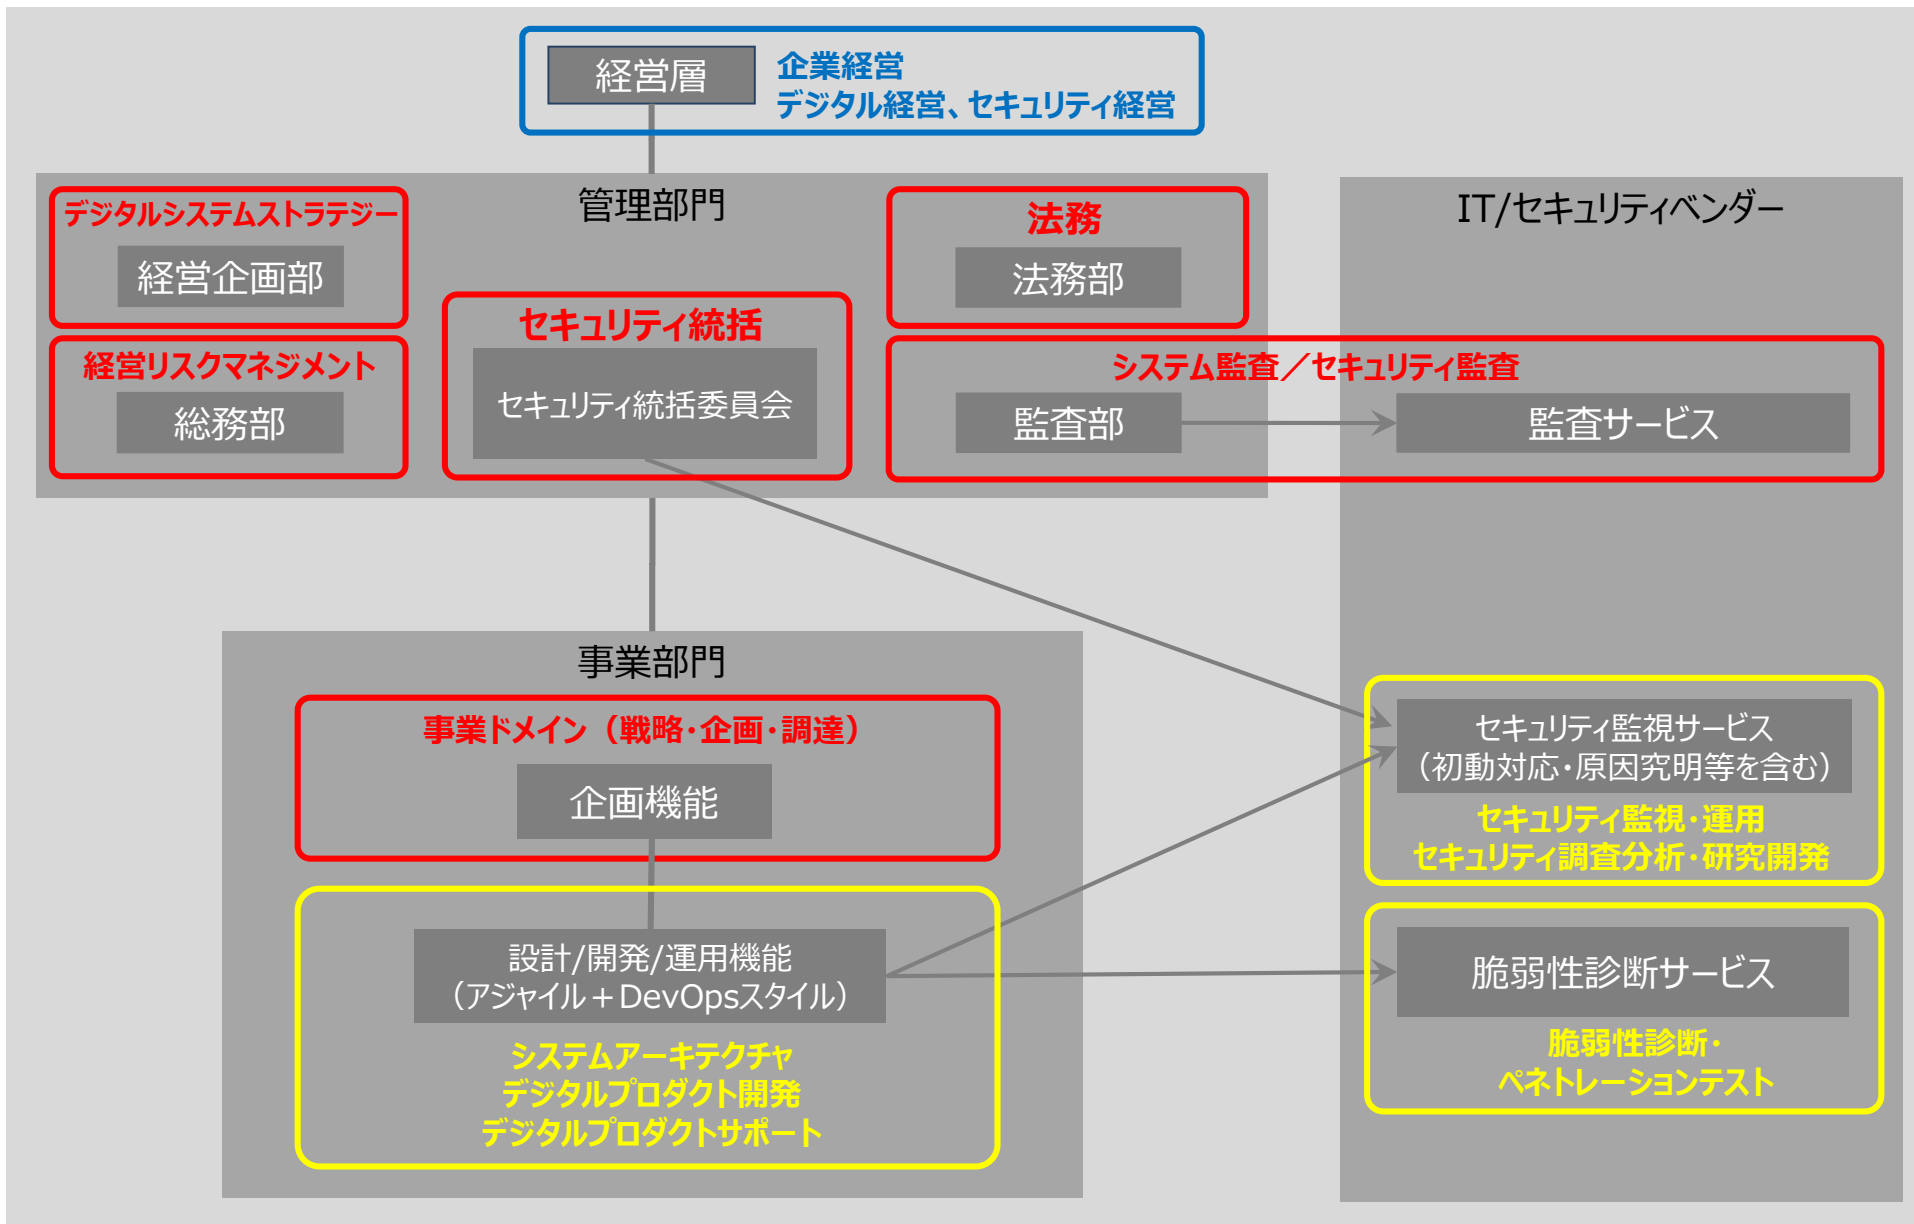 経営層
企業経営
デジタル経営、セキュリティ経営
管理部門
デジタルシステムストラテジー
経営企画部
経営リスクマネジメント
総務部
セキュリティ統括
セキュリティ統括委員会
法務
法務部
システム監査／セキュリティ監査
監査部
監査サービス
IT/セキュリティベンダー
事業部門
事業ドメイン（戦略・企画・調達）
企画機能
設計/開発/運用機能
（アジャイル＋DevOpsスタイル）
システムアーキテクチャ
デジタルプロダクト開発
デジタルプロダクトサポート
セキュリティ監視サービス
（初動対応・原因究明等を含む）
セキュリティ監視・運用
セキュリティ調査分析・研究開発
脆弱性診断サービス
脆弱性診断・
ペネトレーションテスト